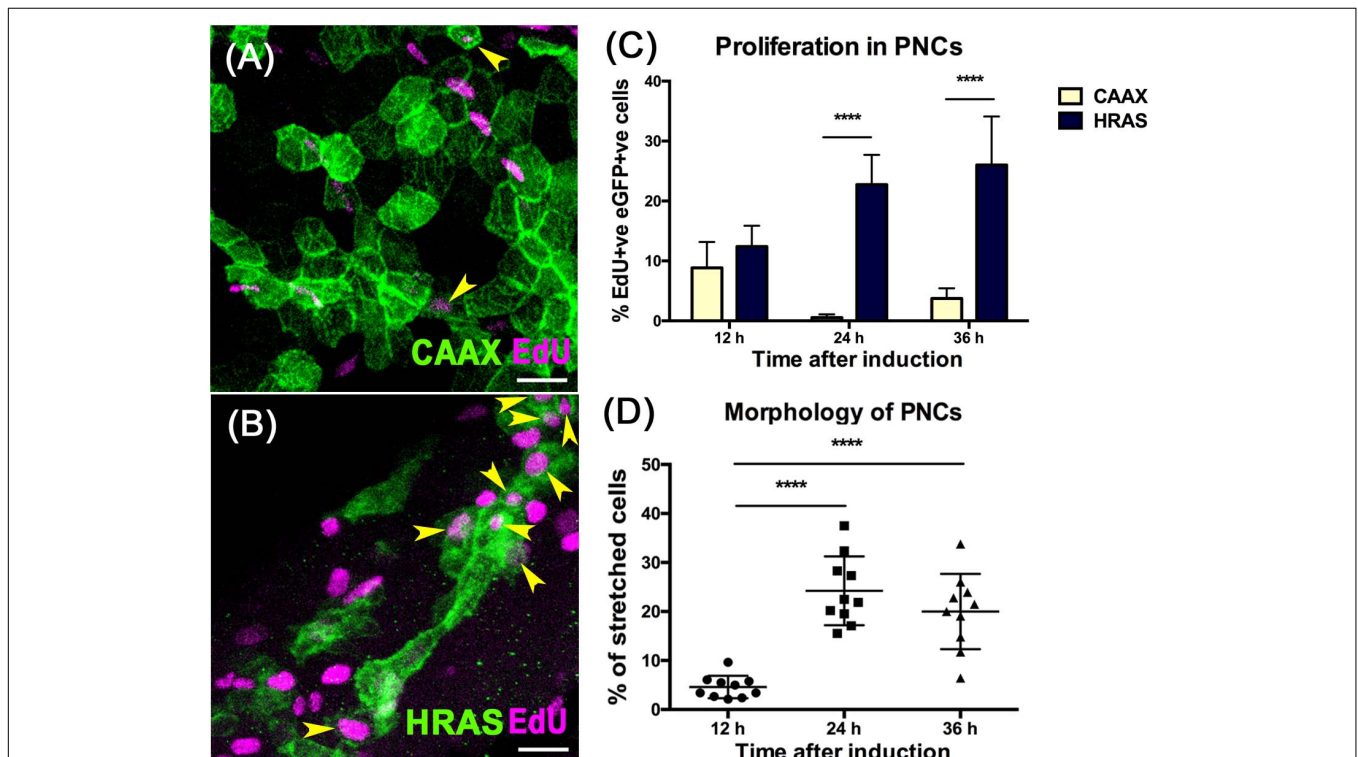 (A)
CAAX EdU
(B)
HRAS EdU
(C)
Proliferation in PNCs
% EdU+ve eGFP+ve cells
40
30
20
10
0
****
****
12 h
24 h
36 h
Time after induction
CAAX
HRAS
(D)
Morphology of PNCs
% of stretched cells
50
40
30
20
10
0
****
****
12 h
24 h
36 h
Time after induction